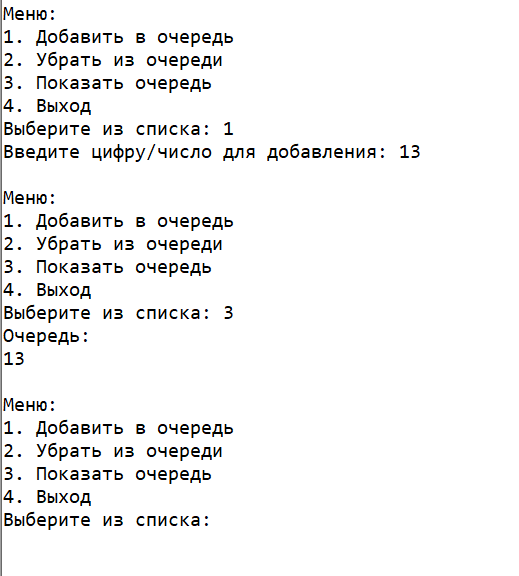 Меню:
1. Добавить в очередь
2. Убрать из очереди
3. Показать очередь
4. Выход
Выберите из списка: 1
Введите цифру/число для добавления: 13

Меню:
1. Добавить в очередь
2. Убрать из очереди
3. Показать очередь
4. Выход
Выберите из списка: 3
Очередь:
13

Меню:
1. Добавить в очередь
2. Убрать из очереди
3. Показать очередь
4. Выход
Выберите из списка: